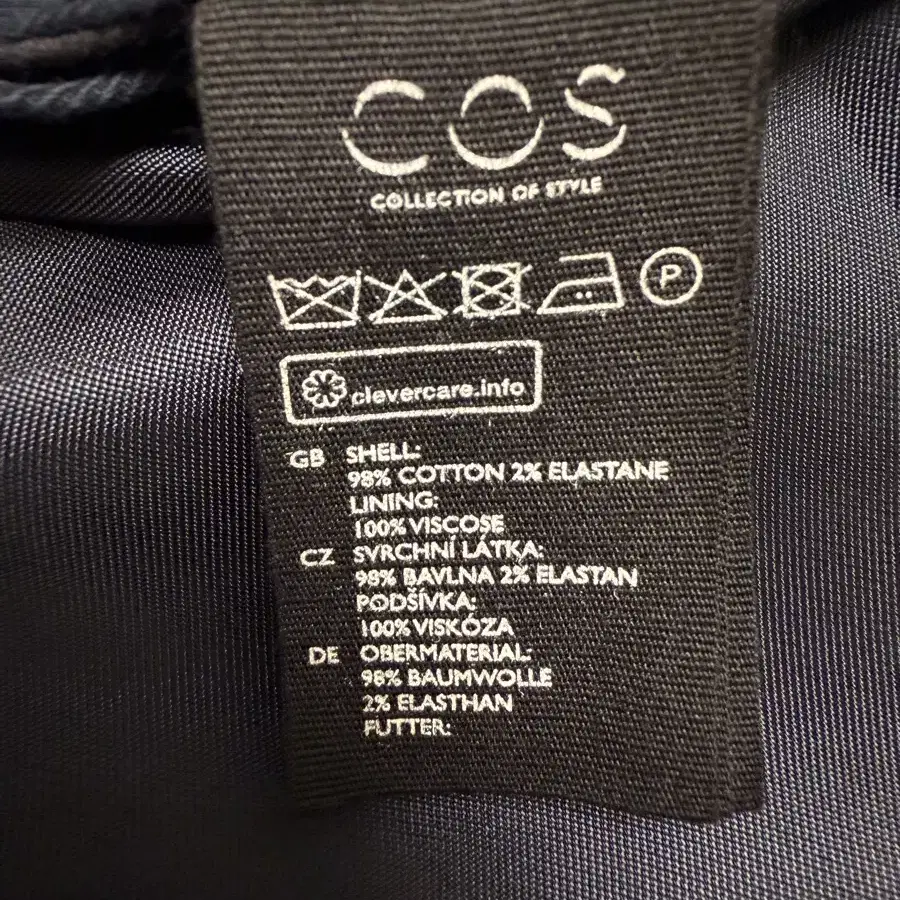 COS
COLLECTION OF STYLE
P
clevercare.info
GB SHELL:
98% COTTON 2% ELASTANE
LINING:
100% VISCOSE
CZ SVRCHNÍ LÁTKA:
98% BAVLNA 2% ELASTAN
PODŠÍVKA:
100% VISKÓZA
DE OBERMATERIAL:
98% BAUMWOLLE
2% ELASTHAN
FUTTER: